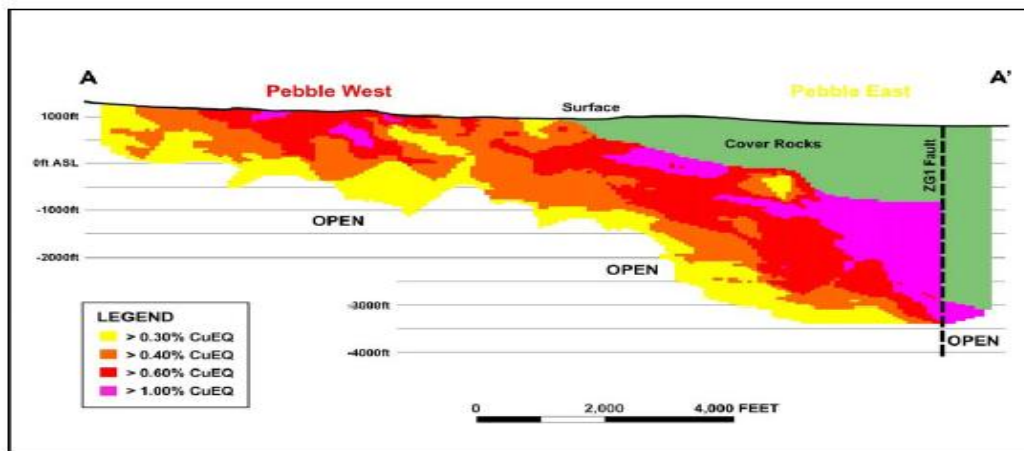 A
A'
Pebble West
Pebble East
Surface
1000ft
Cover Rocks
ZG1 Fault
0ft ASL
-1000ft
OPEN
-2000ft
OPEN
-3000ft
OPEN
-4000ft
LEGEND
> 0.30% CuEQ
> 0.40% CuEQ
> 0.60% CuEQ
> 1.00% CuEQ
0 2,000 4,000 FEET